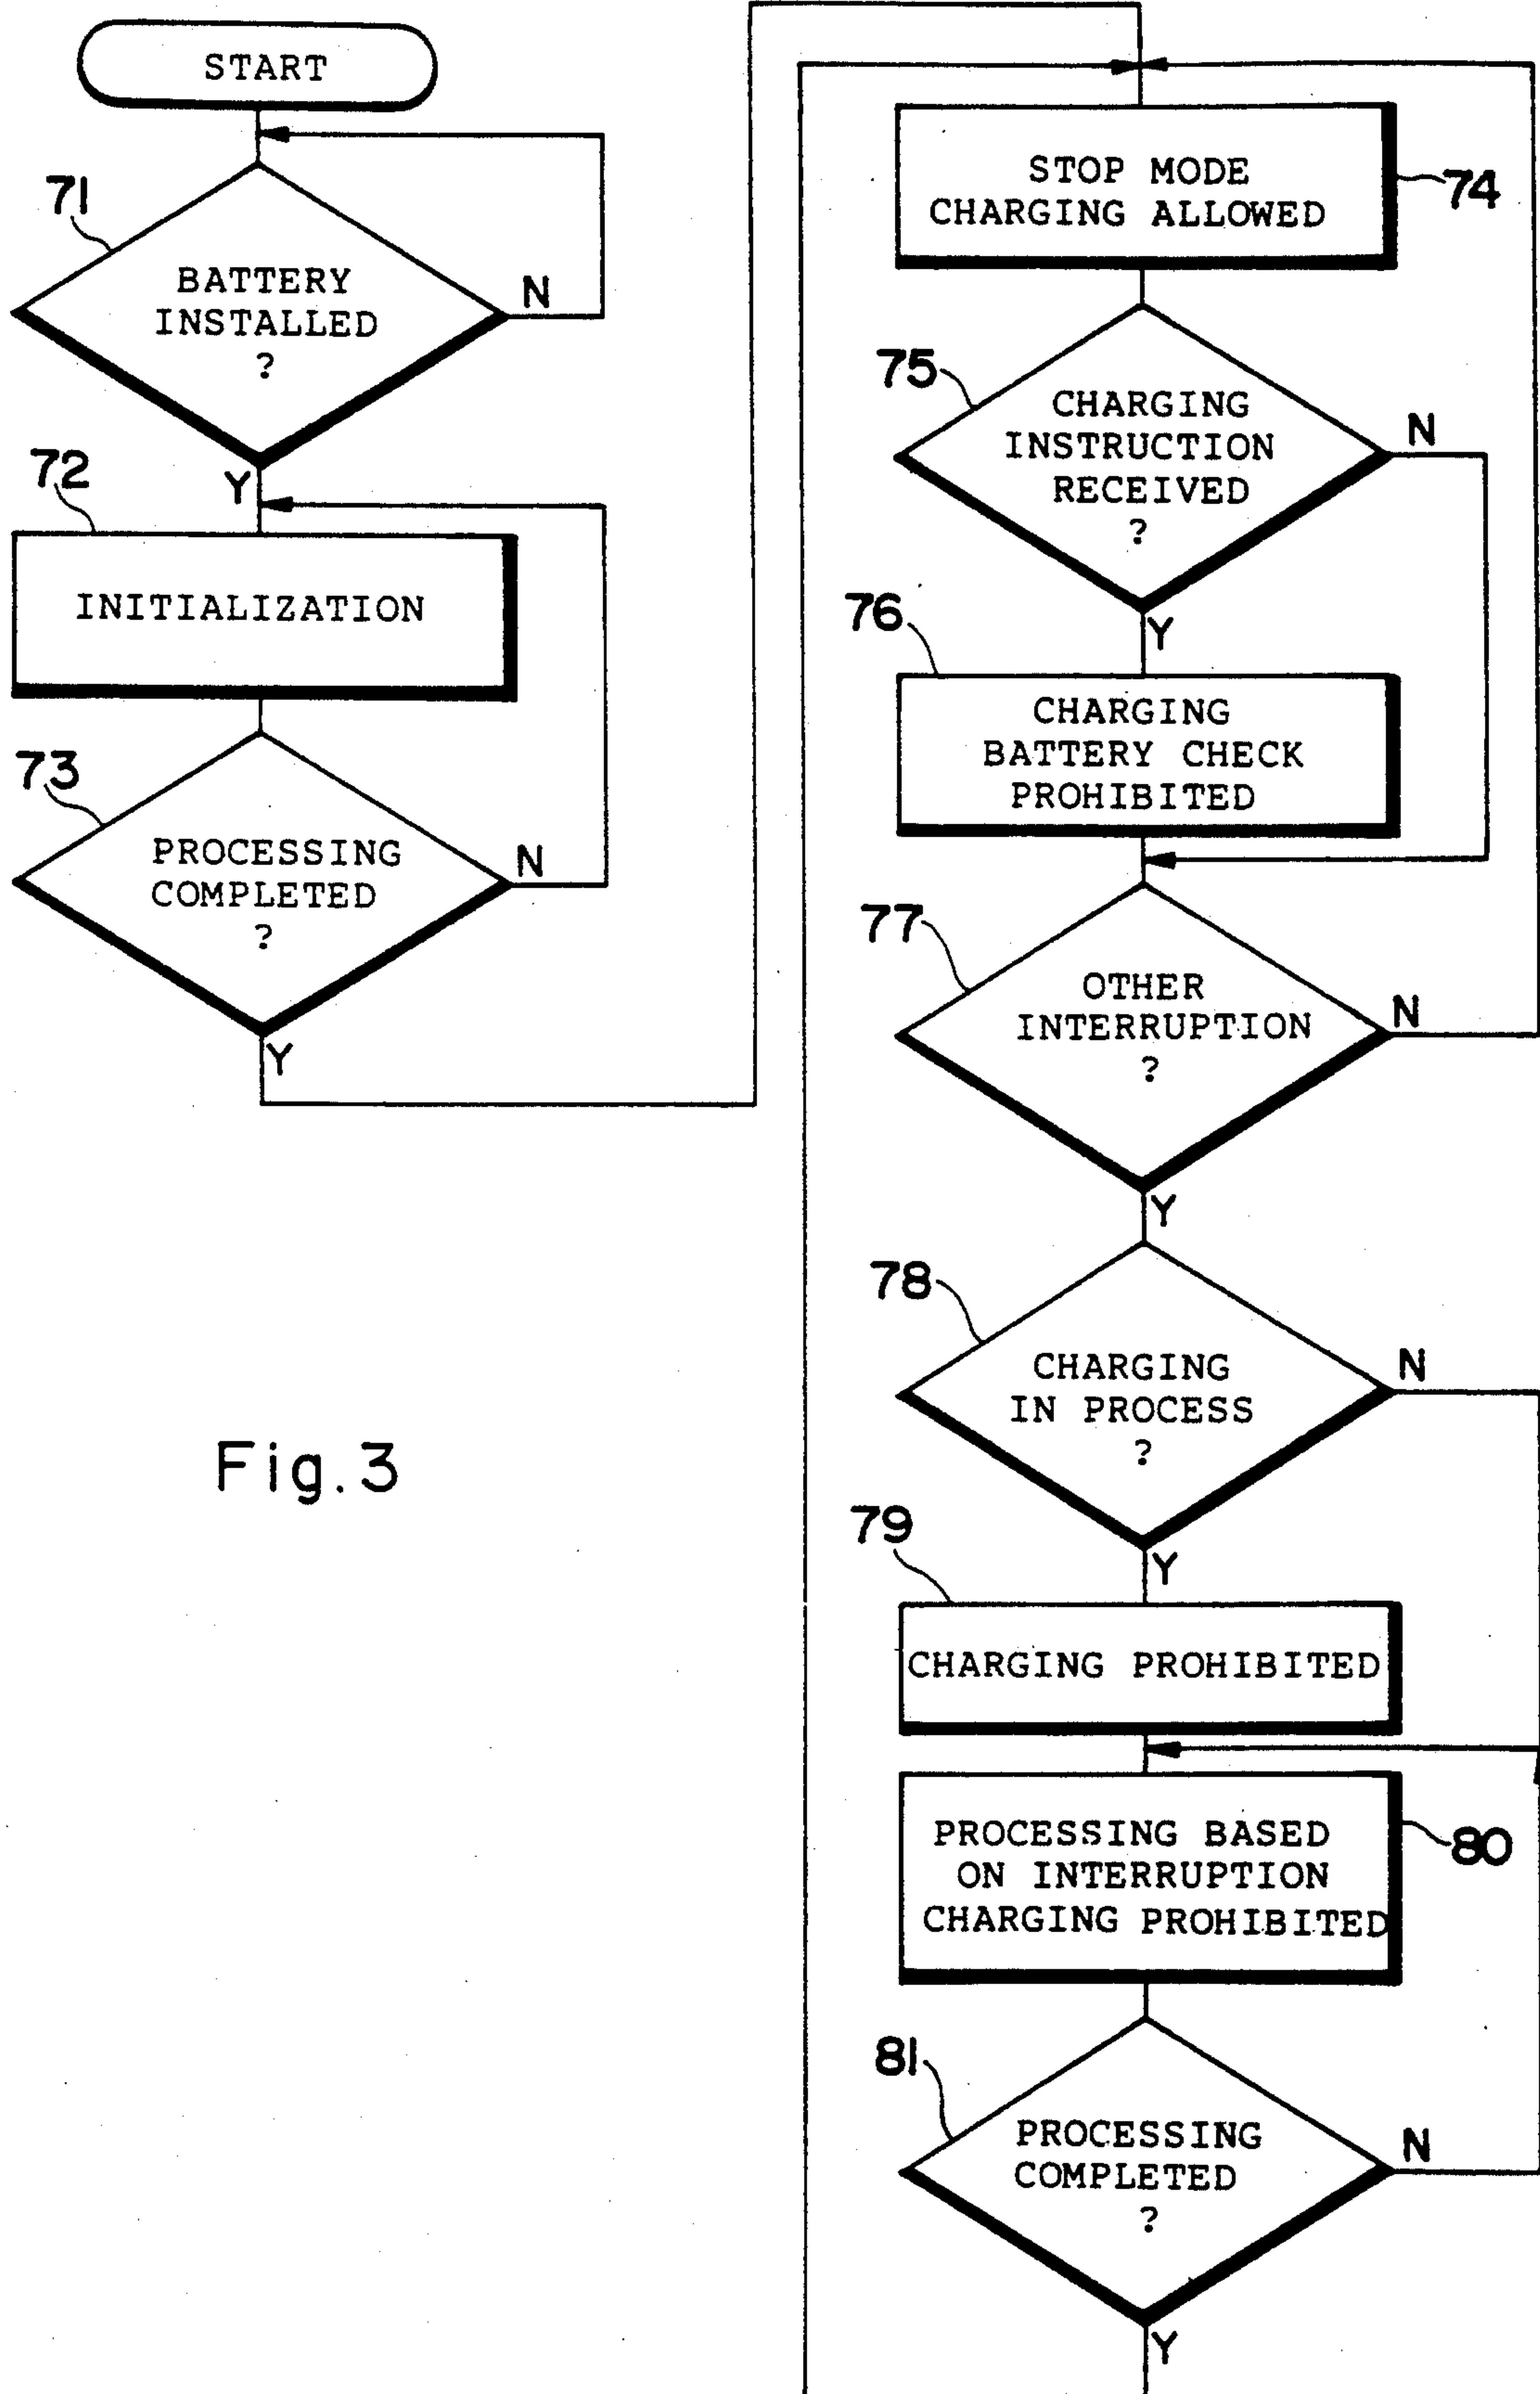 START
71
BATTERY
INSTALLED
?
N
Y
72
INITIALIZATION
73
PROCESSING
COMPLETED
?
N
Y
Fig.3
STOP MODE
CHARGING ALLOWED
74
75
CHARGING
INSTRUCTION
RECEIVED
?
N
Y
76
CHARGING
BATTERY CHECK
PROHIBITED
77
OTHER
INTERRUPTION
?
N
Y
78
CHARGING
IN PROCESS
?
N
Y
79
CHARGING PROHIBITED
PROCESSING BASED
ON INTERRUPTION
CHARGING PROHIBITED
80
81
PROCESSING
COMPLETED
?
N
Y